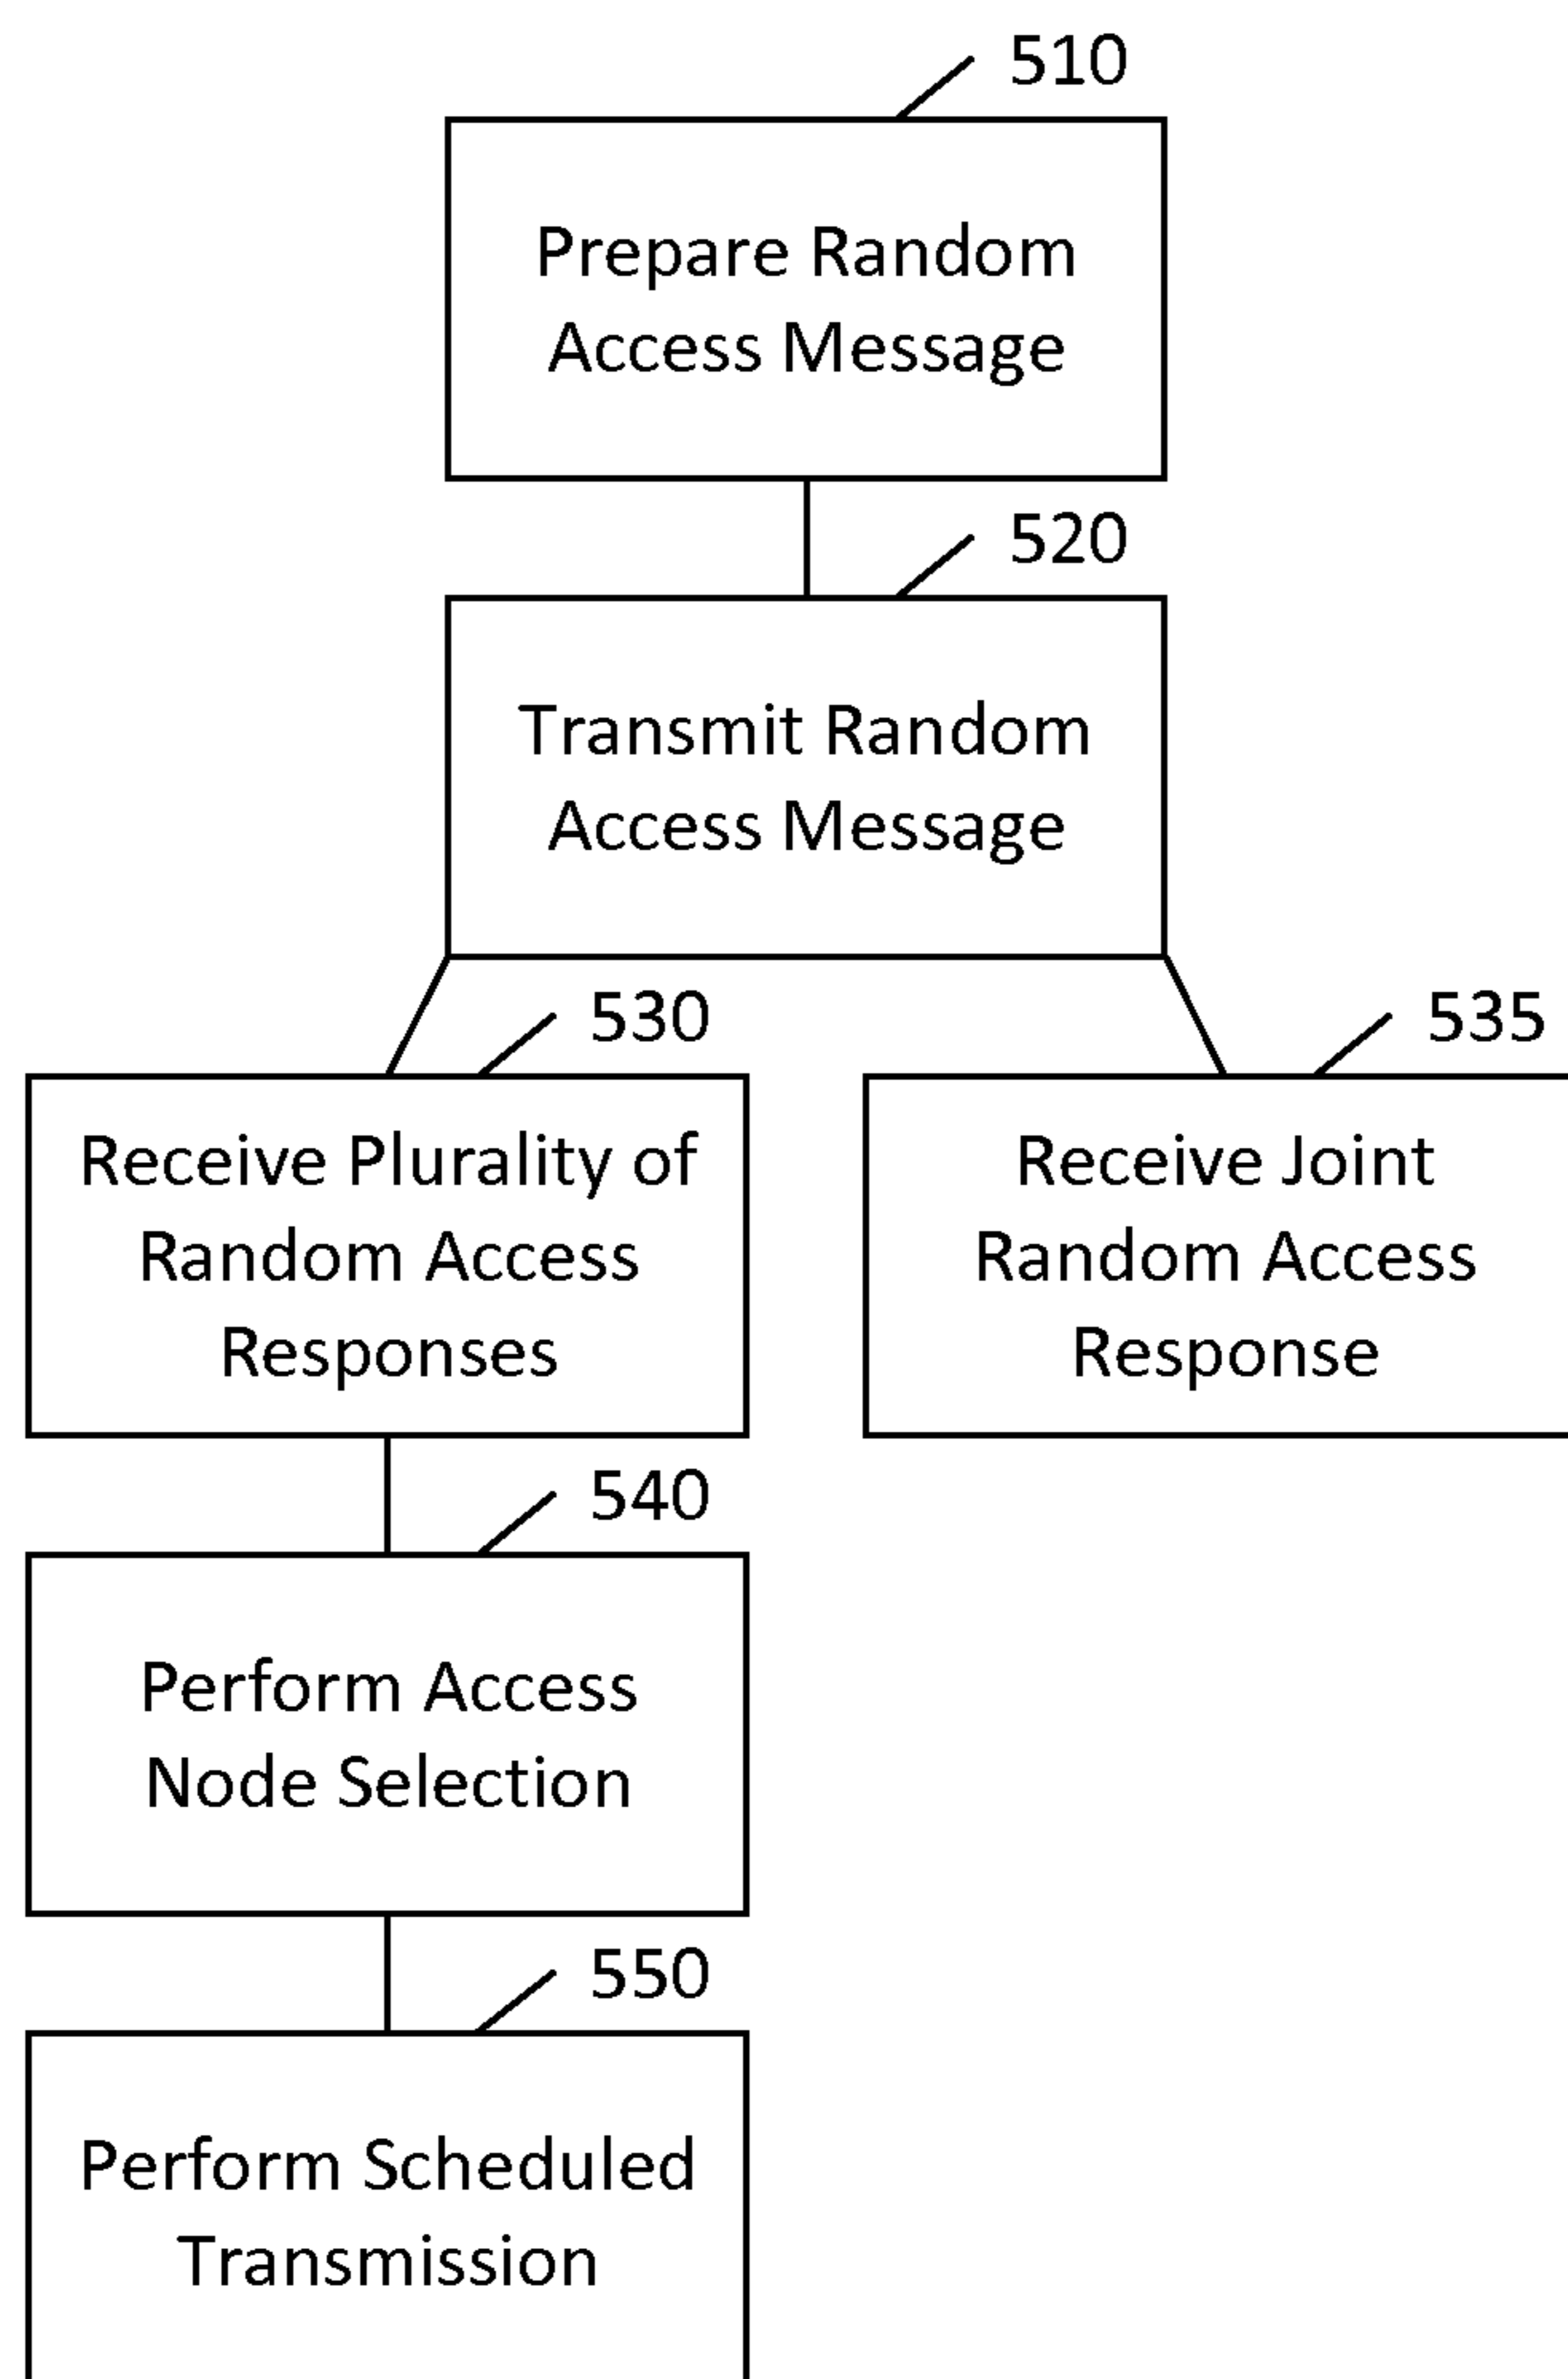 510
Prepare Random
Access Message
520
Transmit Random
Access Message
530
Receive Plurality of
Random Access
Responses
535
Receive Joint
Random Access
Response
540
Perform Access
Node Selection
550
Perform Scheduled
Transmission